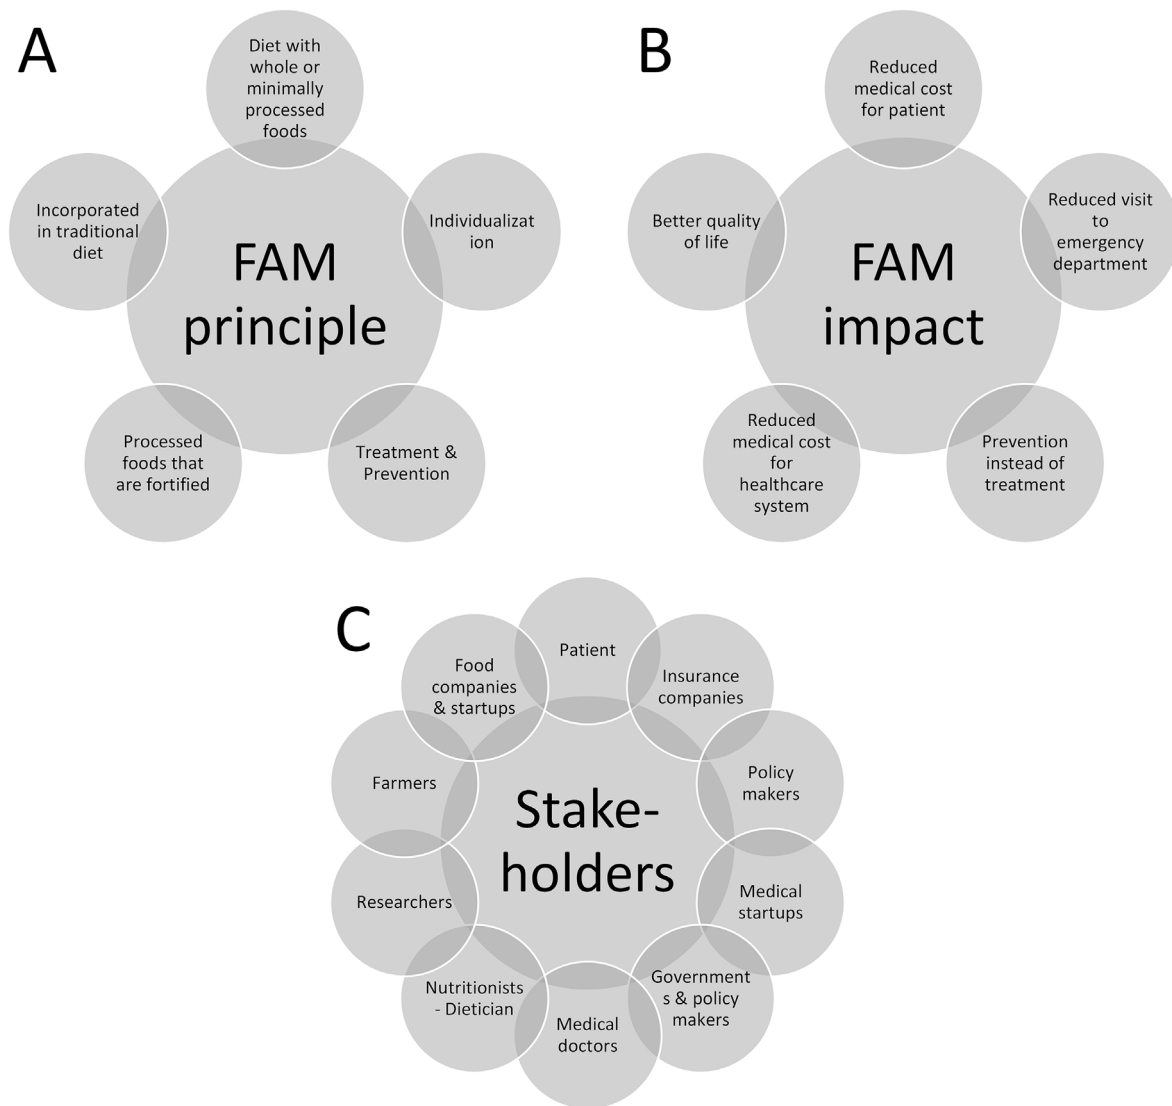 A
Diet with
whole or
minimally
processed
foods
Individualizat
ion
Treatment &
Prevention
Processed
foods that
are fortified
Incorporated
in traditional
diet
FAM
principle
B
Reduced
medical cost
for patient
Reduced visit
to
emergency
department
Prevention
instead of
treatment
Reduced
medical cost
for
healthcare
system
Better quality
of life
FAM
impact
C
Patient
Insurance
companies
Policy
makers
Medical
startups
Government
s & policy
makers
Medical
doctors
Nutritionists
- Dietician
Researchers
Farmers
Food
companies
& startups
Stake-
holders